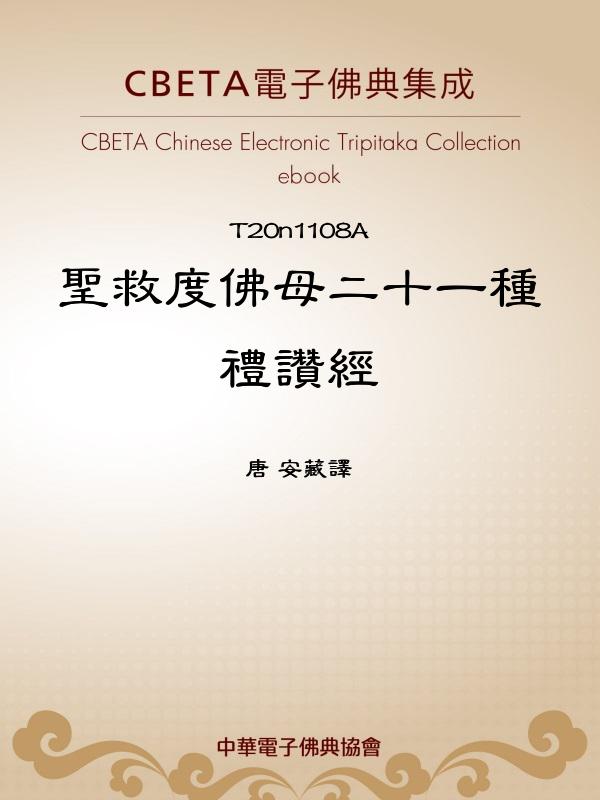 CBETA電子佛典集成
CBETA Chinese Electronic Tripitaka Collection
ebook
T20n1108A
聖救度佛母二十一種
禮讚經
唐 安藏譯
中華電子佛典協會